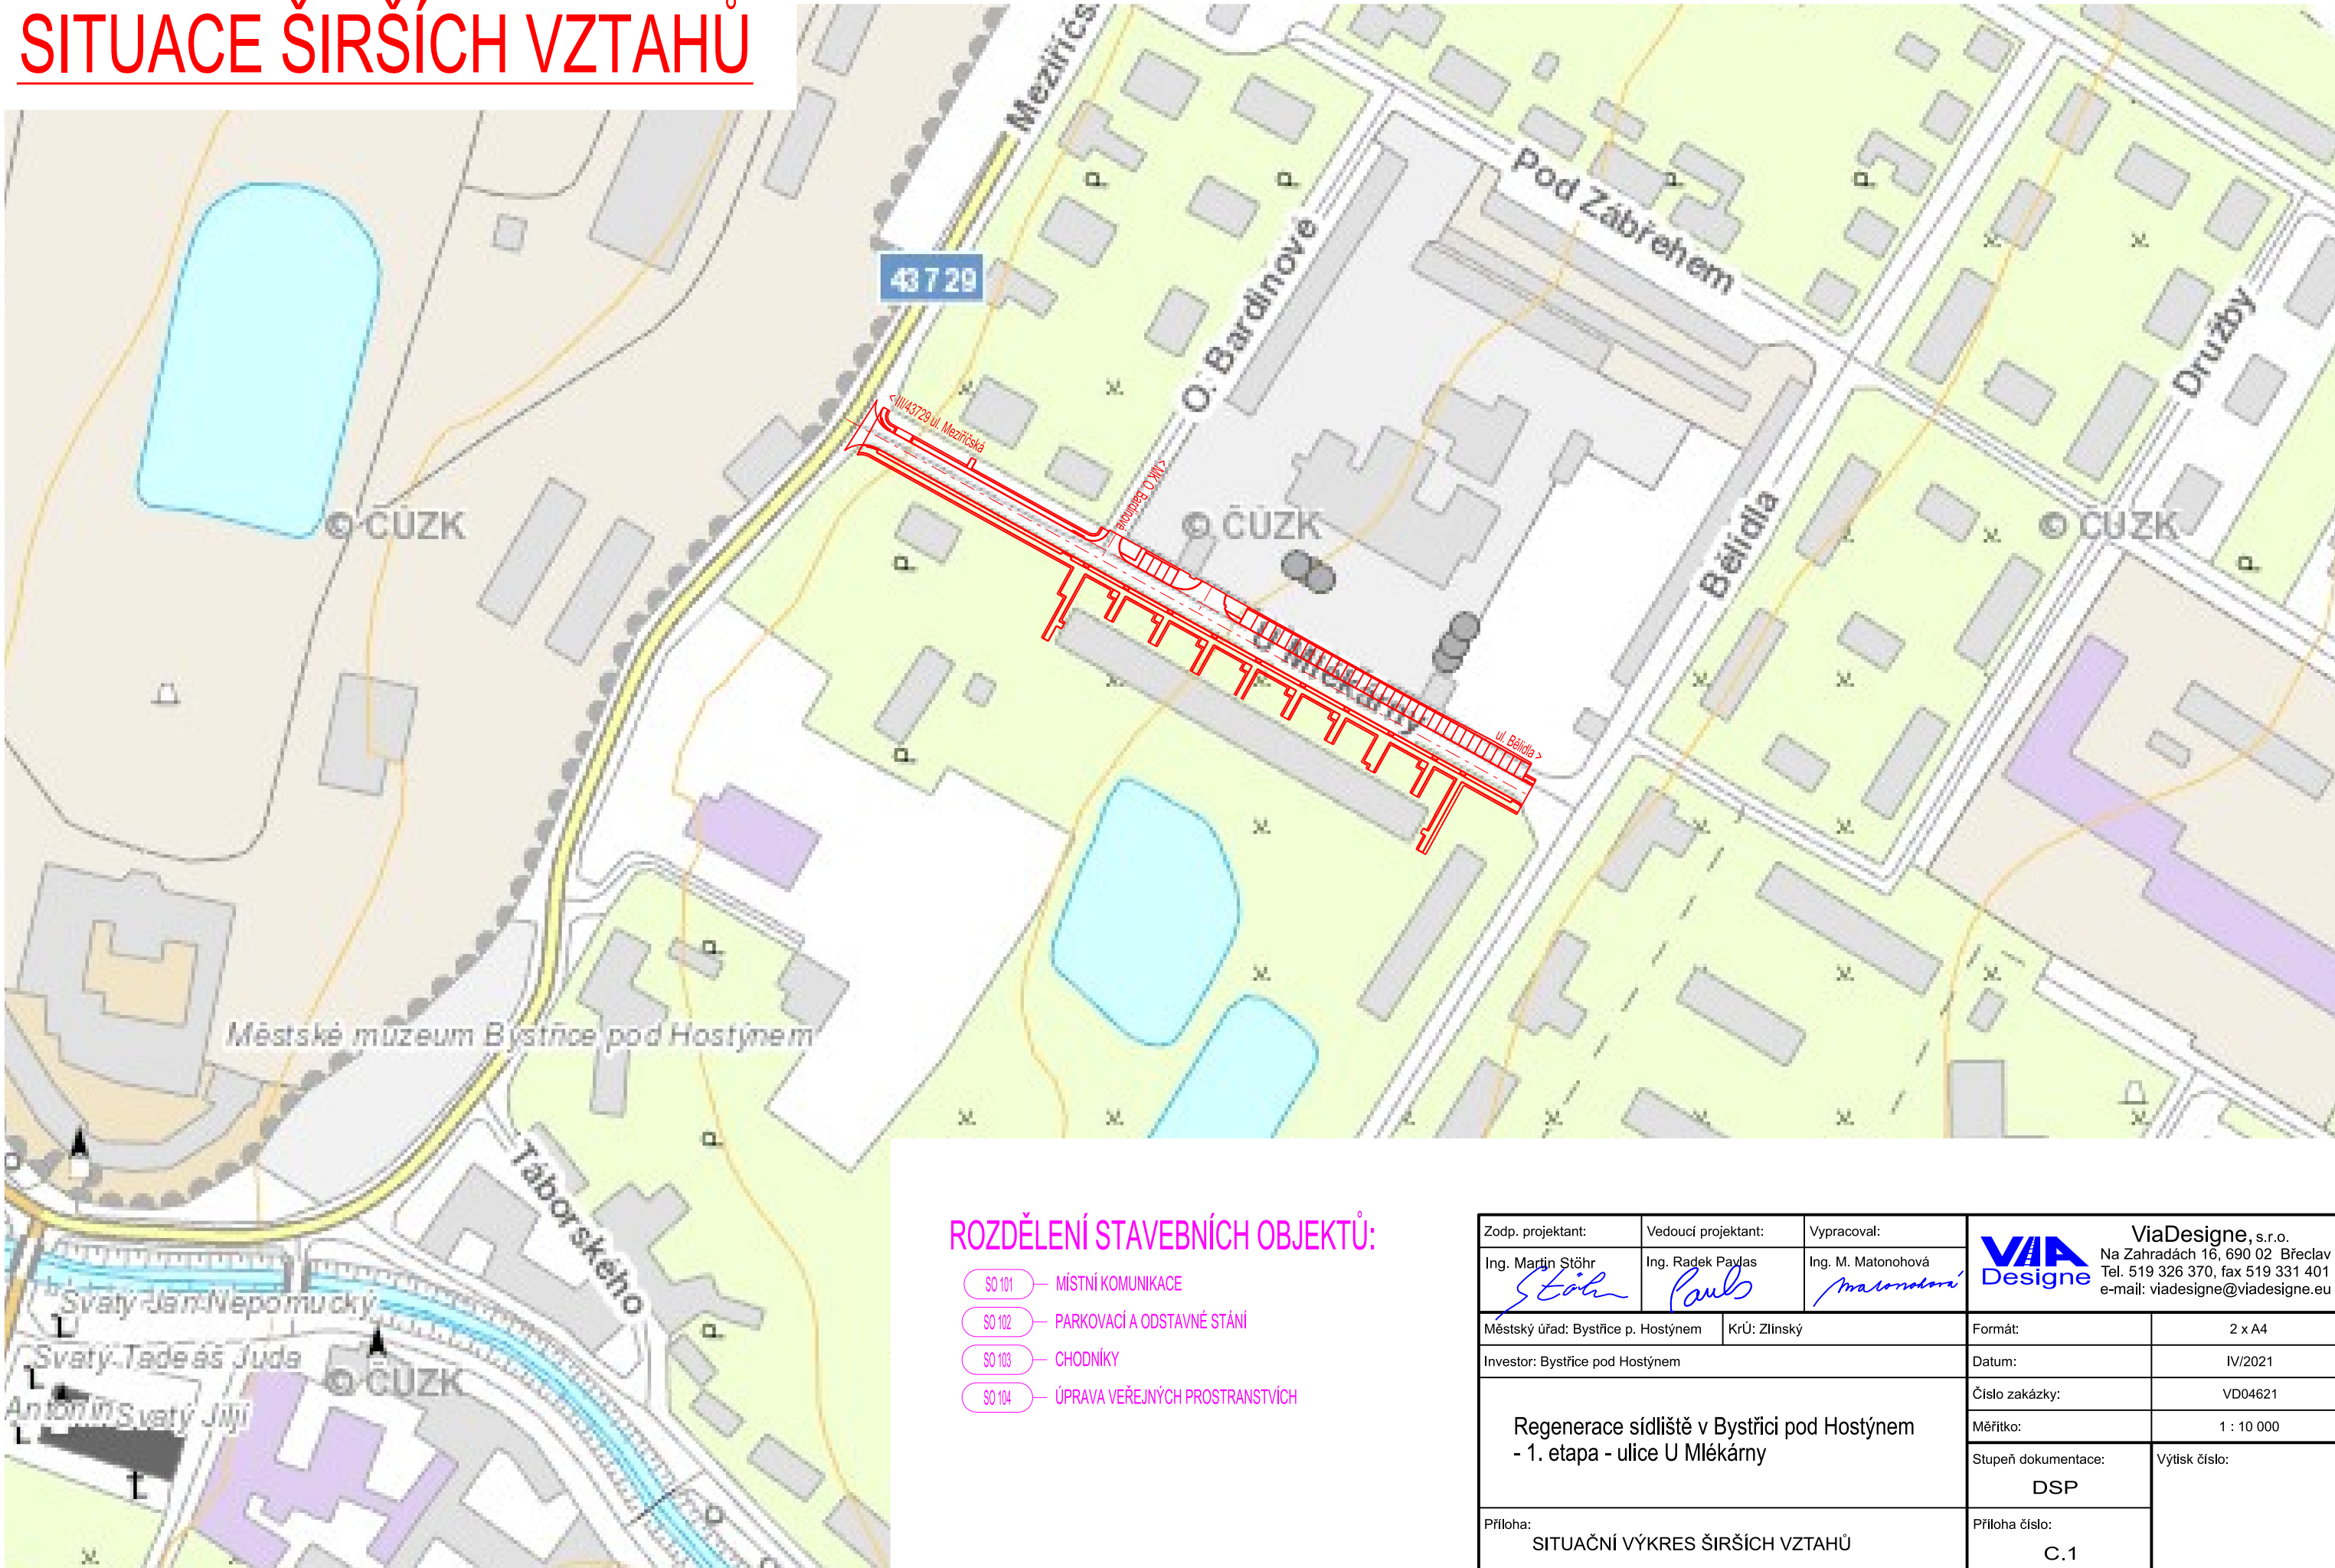 SITUACE ŠIRŠÍCH VZTAHŮ
Meziříčs
43729
Pod Zábřehem
O. Bardinové
Družby
Bělidla
< III/43729 ul. Meziříčská
< MK O. Bardinové
© ČÚZK
© ČÚZK
© ČÚZK
U Mlékárny
ul. Bělidla >
Městské muzeum Bystřice pod Hostýnem
Táborského
Svatý Jan Nepomucký
Svatý Tadeáš Juda
© ČÚZK
Antonín
Svatý Jiljí
ROZDĚLENÍ STAVEBNÍCH OBJEKTŮ:
SO 101 MÍSTNÍ KOMUNIKACE
SO 102 PARKOVACÍ A ODSTAVNÉ STÁNÍ
SO 103 CHODNÍKY
SO 104 ÚPRAVA VEŘEJNÝCH PROSTRANSTVÍCH
Zodp. projektant:
Vedoucí projektant:
Vypracoval:
Ing. Martin Stöhr
Ing. Radek Pavlas
Ing. M. Matonohová
Stöhr
Matonohová
VIA
Designe
ViaDesigne, s.r.o.
Na Zahradách 16, 690 02 Břeclav
Tel. 519 326 370, fax 519 331 401
e-mail: viadesigne@viadesigne.eu
Městský úřad: Bystřice p. Hostýnem
KrÚ: Zlínský
Formát:
2 x A4
Investor: Bystřice pod Hostýnem
Datum:
IV/2021
Číslo zakázky:
VD04621
Regenerace sídliště v Bystřici pod Hostýnem
- 1. etapa - ulice U Mlékárny
Měřítko:
1 : 10 000
Stupeň dokumentace:
DSP
Výtisk číslo:
Příloha:
SITUAČNÍ VÝKRES ŠIRŠÍCH VZTAHŮ
Příloha číslo:
C.1